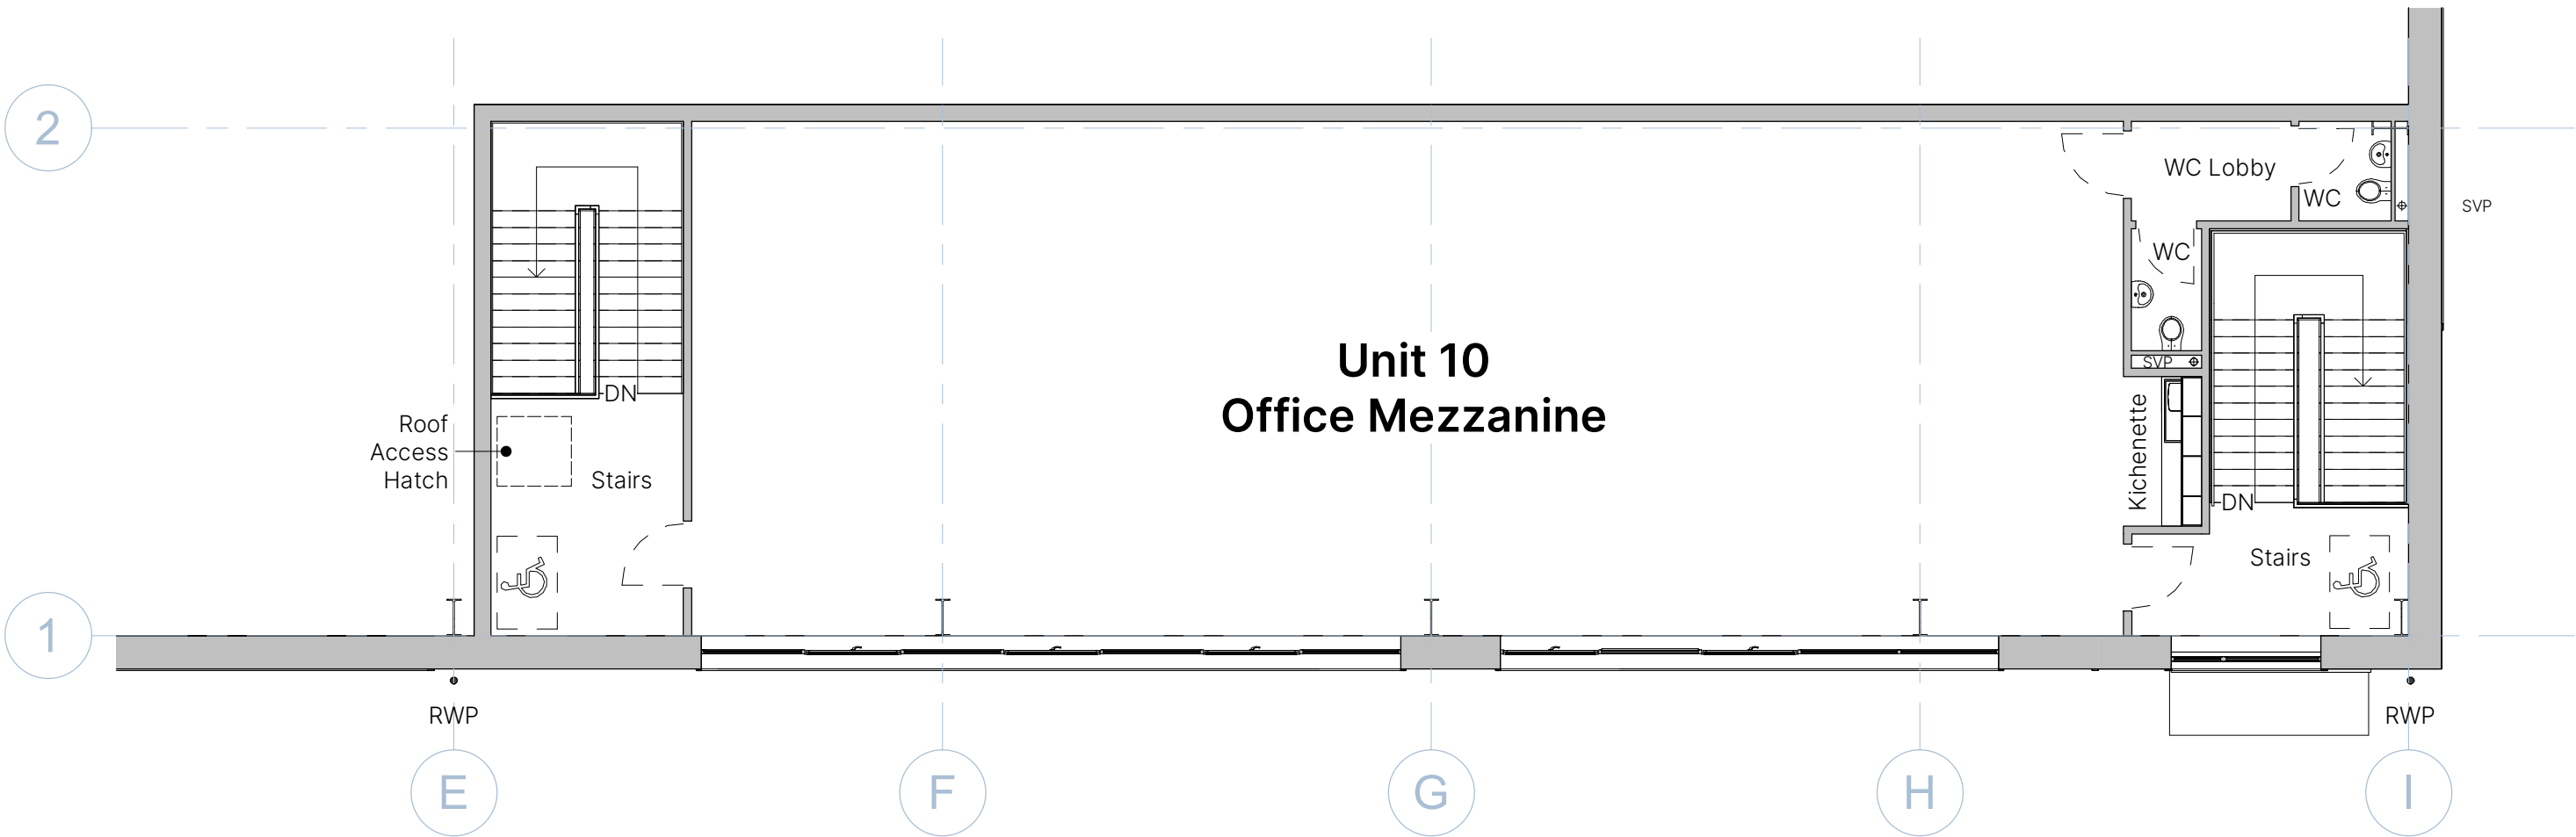 2
WC Lobby
WC
SVP
WC
Unit 10
Office Mezzanine
SVP
DN
Roof
Access
Hatch
Stairs
Kichenette
DN
Stairs
1
RWP
RWP
E
F
G
H
I